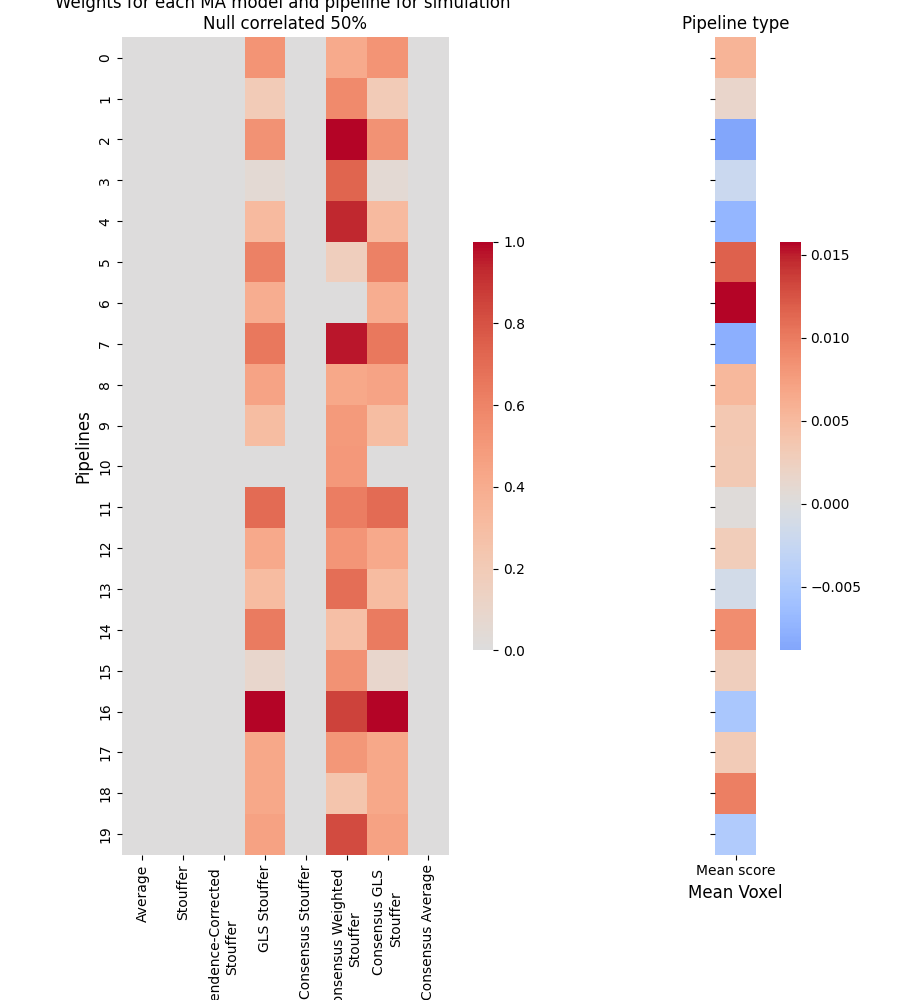 Weights for each MA model and pipeline for simulation
Null correlated 50%
Pipeline type
Pipelines
0
1
2
3
4
5
6
7
8
9
10
11
12
13
14
15
16
17
18
19
1.0
0.8
0.6
0.4
0.2
0.0
0.015
0.010
0.005
0.000
−0.005
Average
Stouffer
endence-Corrected
Stouffer
GLS Stouffer
Consensus Stouffer
onsensus Weighted
Stouffer
Consensus GLS
Stouffer
Consensus Average
Mean score
Mean Voxel